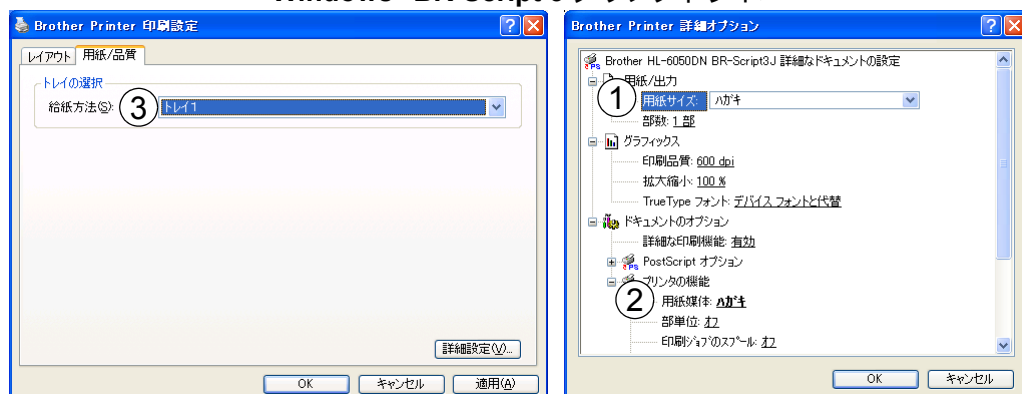 Brother Printer 印刷設定
レイアウト 用紙/品質
トレイの選択
給紙方法(S): ③ トレイ1
詳細設定(V)...
OK キャンセル 適用(A)
Brother Printer 詳細オプション
Brother HL-6050DN BR-Script3J 詳細なドキュメントの設定
用紙/出力
① 用紙サイズ: ハガキ
部数: 1 部
グラフィックス
印刷品質: 600 dpi
拡大縮小: 100 %
TrueType フォント: デバイス フォントと代替
ドキュメントのオプション
詳細な印刷機能: 有効
PostScript オプション
プリンタの機能
② 用紙媒体: ハガキ
部単位: オフ
印刷ジョブのスプール: オフ
OK キャンセル